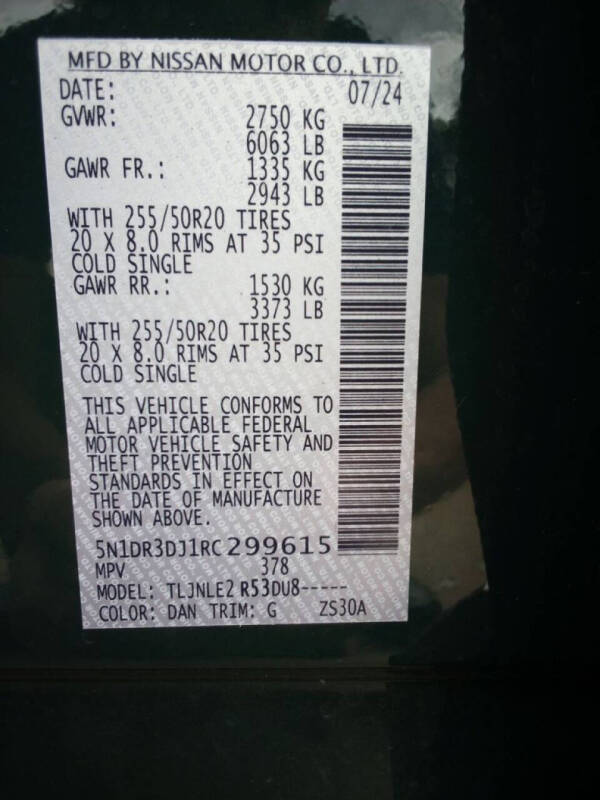 MFD BY NISSAN MOTOR CO., LTD.
DATE: 07/24
GVWR: 2750 KG
6063 LB
GAWR FR.: 1335 KG
2943 LB
WITH 255/50R20 TIRES
20 X 8.0 RIMS AT 35 PSI
COLD SINGLE
GAWR RR.: 1530 KG
3373 LB
WITH 255/50R20 TIRES
20 X 8.0 RIMS AT 35 PSI
COLD SINGLE
THIS VEHICLE CONFORMS TO
ALL APPLICABLE FEDERAL
MOTOR VEHICLE SAFETY AND
THEFT PREVENTION
STANDARDS IN EFFECT ON
THE DATE OF MANUFACTURE
SHOWN ABOVE.
5N1DR3DJ1RC299615
MPV 378
MODEL: TLJNLE2 R53DU8-----
COLOR: DAN TRIM: G ZS30A